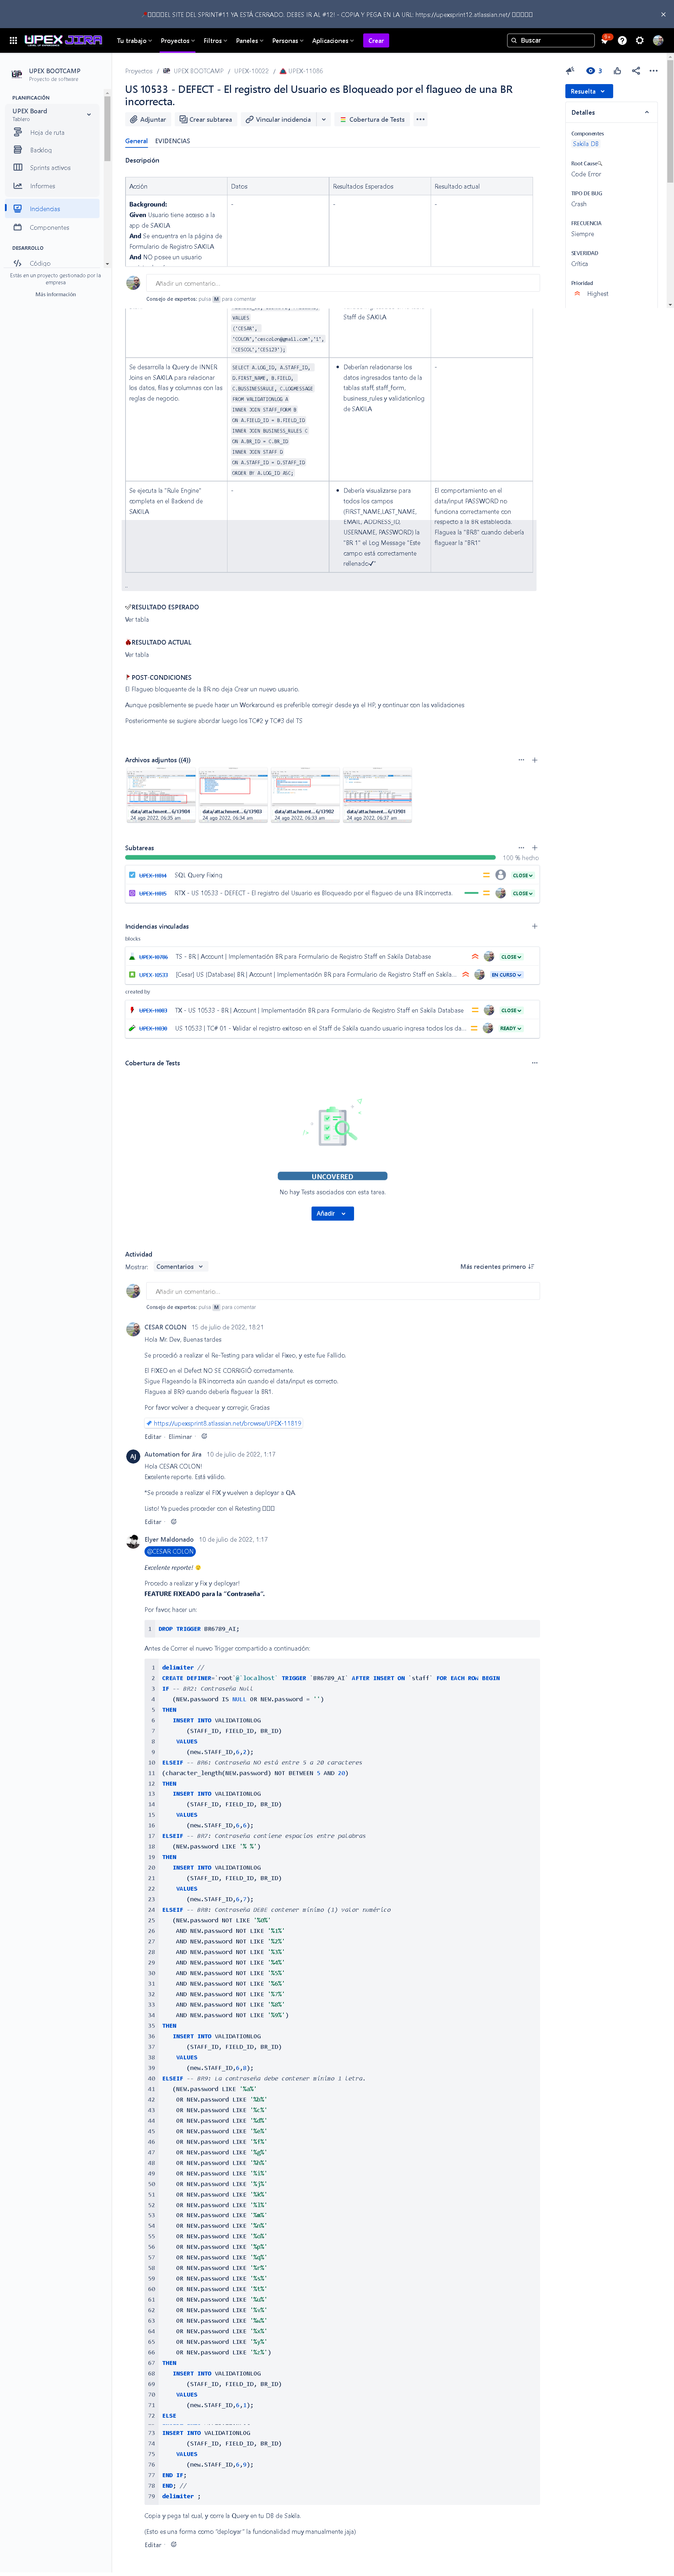 EL SITE DEL SPRINT#11 YA ESTÁ CERRADO. DEBES IR AL #12! - COPIA Y PEGA EN LA URL: https://upexsprint12.atlassian.net/
UPEX JIRA
Tu trabajo
Proyectos
Filtros
Paneles
Personas
Aplicaciones
Crear
Buscar
9+
UPEX BOOTCAMP
Proyecto de software
PLANIFICACIÓN
UPEX Board
Tablero
Hoja de ruta
Backlog
Sprints activos
Informes
Incidencias
Componentes
DESARROLLO
Código
Estás en un proyecto gestionado por la
empresa
Más información
Proyectos / UPEX BOOTCAMP / UPEX-10022 / UPEX-11086
US 10533 - DEFECT - El registro del Usuario es Bloqueado por el flagueo de una BR
incorrecta.
Adjuntar
Crear subtarea
Vincular incidencia
Cobertura de Tests
General
EVIDENCIAS
Descripción
Acción
Datos
Resultados Esperados
Resultado actual
Background:
Given Usuario tiene acceso a la
app de SAKILA
And Se encuentra en la página de
Formulario de Registro SAKILA
And NO posee un usuario
-
-
-
Añadir un comentario...
Consejo de expertos: pulsa M para comentar
Staff de SAKILA
VALUES
("CESAR",
"COLON","cescolon@gmail.com","1",
"CESCOL","CES129");
Se desarrolla la Query de INNER
Joins en SAKILA para relacionar
los datos, filas y columnas con las
reglas de negocio.
SELECT A.LOG_ID, A.STAFF_ID,
D.FIRST_NAME, B.FIELD,
C.BUSSINESRULE, C.LOGMESSAGE
FROM VALIDATIONLOG A
INNER JOIN STAFF_FORM B
ON A.FIELD_ID = B.FIELD_ID
INNER JOIN BUSINESS_RULES C
ON A.BR_ID = C.BR_ID
INNER JOIN STAFF D
ON A.STAFF_ID = D.STAFF_ID
ORDER BY A.LOG_ID ASC;
Deberían relacionarse los
datos ingresados tanto de la
tablas staff, staff_form,
business_rules y validationlog
de SAKILA
-
Se ejecuta la "Rule Engine"
completa en el Backend de
SAKILA
-
Debería visualizarse para
todos los campos
(FIRST_NAME,LAST_NAME,
EMAIL, ADDRESS_ID,
USERNAME, PASSWORD) la
"BR 1" el Log Message "Este
campo está correctamente
rellenado✔"
El comportamiento en el
data/input PASSWORD no
funciona correctamente con
respecto a la BR establecida.
Flaguea la "BR8" cuando debería
flaguear la "BR1"
RESULTADO ESPERADO
Ver tabla
RESULTADO ACTUAL
Ver tabla
POST-CONDICIONES
El Flagueo bloqueante de la BR no deja Crear un nuevo usuario.
Aunque posiblemente se puede hacer un Workaround es preferible corregir desde ya el HP, y continuar con las validaciones
Posteriormente se sugiere abordar luego los TC#2 y TC#3 del TS
Archivos adjuntos ((4))
data/attachment...6/13984
24 ago 2022, 06:35 am
data/attachment...6/13983
24 ago 2022, 06:34 am
data/attachment...6/13982
24 ago 2022, 06:33 am
data/attachment...6/13981
24 ago 2022, 06:37 am
Subtareas
100 % hecho
UPEX-11814 SQL Query Fixing CLOSE
UPEX-11815 RTX - US 10533 - DEFECT - El registro del Usuario es Bloqueado por el flagueo de una BR incorrecta. CLOSE
Incidencias vinculadas
blocks
UPEX-10786 TS - BR | Account | Implementación BR para Formulario de Registro Staff en Sakila Database CLOSE
UPEX-10533 [Cesar] US (Database) BR | Account | Implementación BR para Formulario de Registro Staff en Sakila... EN CURSO
created by
UPEX-11083 TX - US 10533 - BR | Account | Implementación BR para Formulario de Registro Staff en Sakila Database CLOSE
UPEX-11030 US 10533 | TC# 01 - Validar el registro exitoso en el Staff de Sakila cuando usuario ingresa todos los da... READY
Cobertura de Tests
UNCOVERED
No hay Tests asociados con esta tarea.
Añadir
Actividad
Mostrar:
Comentarios
Más recientes primero
Añadir un comentario...
Consejo de expertos: pulsa M para comentar
CESAR COLON 15 de julio de 2022, 18:21
Hola Mr. Dev, Buenas tardes
Se procedió a realizar el Re-Testing para validar el Fixeo, y este fue Fallido.
El FIXEO en el Defect NO SE CORRIGIÓ correctamente,
Sigue Flageando la BR incorrecta aún cuando el data/input es correcto.
Flaguea al BR9 cuando debería flaguear la BR1.
Por favor volver a chequear y corregir, Gracias
https://upexsprint8.atlassian.net/browse/UPEX-11819
Editar · Eliminar ·
AJ
Automation for Jira 10 de julio de 2022, 1:17
Hola CESAR COLON!
Excelente reporte. Está válido.
*Se procede a realizar el FIX y vuelven a deployar a QA.
Listo! Ya puedes proceder con el Retesting
Editar ·
Elyer Maldonado 10 de julio de 2022, 1:17
@CESAR COLON
Excelente reporte!
Procedo a realizar y Fix y deployar!
FEATURE FIXEADO para la "Contraseña".
Por favor, hacer un:
1 DROP TRIGGER BR6789_AI;
Antes de Correr el nuevo Trigger compartido a continuación:
1 delimiter //
2 CREATE DEFINER=`root`@`localhost` TRIGGER `BR6789_AI` AFTER INSERT ON `staff` FOR EACH ROW BEGIN
3 IF -- BR2: Contraseña Null
4 (NEW.password IS NULL OR NEW.password = '')
5 THEN
6 INSERT INTO VALIDATIONLOG
7 (STAFF_ID, FIELD_ID, BR_ID)
8 VALUES
9 (new.STAFF_ID,6,2);
10 ELSEIF -- BR6: Contraseña NO está entre 5 a 20 caracteres
11 (character_length(NEW.password) NOT BETWEEN 5 AND 20)
12 THEN
13 INSERT INTO VALIDATIONLOG
14 (STAFF_ID, FIELD_ID, BR_ID)
15 VALUES
16 (new.STAFF_ID,6,6);
17 ELSEIF -- BR7: Contraseña contiene espacios entre palabras
18 (NEW.password LIKE '% %')
19 THEN
20 INSERT INTO VALIDATIONLOG
21 (STAFF_ID, FIELD_ID, BR_ID)
22 VALUES
23 (new.STAFF_ID,6,7);
24 ELSEIF -- BR8: Contraseña DEBE contener mínimo (1) valor numérico
25 (NEW.password NOT LIKE '%0%'
26 AND NEW.password NOT LIKE '%1%'
27 AND NEW.password NOT LIKE '%2%'
28 AND NEW.password NOT LIKE '%3%'
29 AND NEW.password NOT LIKE '%4%'
30 AND NEW.password NOT LIKE '%5%'
31 AND NEW.password NOT LIKE '%6%'
32 AND NEW.password NOT LIKE '%7%'
33 AND NEW.password NOT LIKE '%8%'
34 AND NEW.password NOT LIKE '%9%')
35 THEN
36 INSERT INTO VALIDATIONLOG
37 (STAFF_ID, FIELD_ID, BR_ID)
38 VALUES
39 (new.STAFF_ID,6,8);
40 ELSEIF -- BR9: La contraseña debe contener mínimo 1 letra.
41 (NEW.password LIKE '%a%'
42 OR NEW.password LIKE '%b%'
43 OR NEW.password LIKE '%c%'
44 OR NEW.password LIKE '%d%'
45 OR NEW.password LIKE '%e%'
46 OR NEW.password LIKE '%f%'
47 OR NEW.password LIKE '%g%'
48 OR NEW.password LIKE '%h%'
49 OR NEW.password LIKE '%i%'
50 OR NEW.password LIKE '%j%'
51 OR NEW.password LIKE '%k%'
52 OR NEW.password LIKE '%l%'
53 OR NEW.password LIKE '%m%'
54 OR NEW.password LIKE '%n%'
55 OR NEW.password LIKE '%o%'
56 OR NEW.password LIKE '%p%'
57 OR NEW.password LIKE '%q%'
58 OR NEW.password LIKE '%r%'
59 OR NEW.password LIKE '%s%'
60 OR NEW.password LIKE '%t%'
61 OR NEW.password LIKE '%u%'
62 OR NEW.password LIKE '%v%'
63 OR NEW.password LIKE '%w%'
64 OR NEW.password LIKE '%x%'
65 OR NEW.password LIKE '%y%'
66 OR NEW.password LIKE '%z%')
67 THEN
68 INSERT INTO VALIDATIONLOG
69 (STAFF_ID, FIELD_ID, BR_ID)
70 VALUES
71 (new.STAFF_ID,6,1);
72 ELSE
73 INSERT INTO VALIDATIONLOG
74 (STAFF_ID, FIELD_ID, BR_ID)
75 VALUES
76 (new.STAFF_ID,6,9);
77 END IF;
78 END; //
79 delimiter ;
Copia y pega tal cual, y corre la Query en tu DB de Sakila.
(Esto es una forma como "deployar" la funcionalidad muy manualmente jaja)
Editar ·
3
Resuelta
Detalles
Componentes
Sakila DB
Root Cause
Code Error
TIPO DE BUG
Crash
FRECUENCIA
Siempre
SEVERIDAD
Crítica
Prioridad
Highest